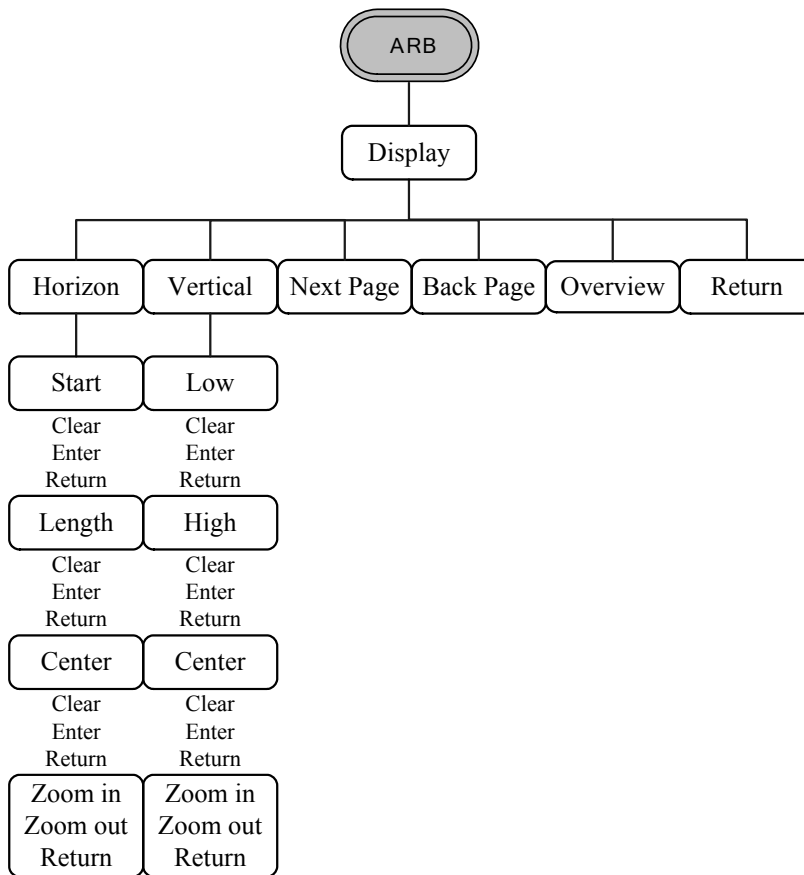 ARB
Display
Horizon Vertical Next Page Back Page Overview Return
Start Low
Clear Clear
Enter Enter
Return Return
Length High
Clear Clear
Enter Enter
Return Return
Center Center
Clear Clear
Enter Enter
Return Return
Zoom in Zoom in
Zoom out Zoom out
Return Return